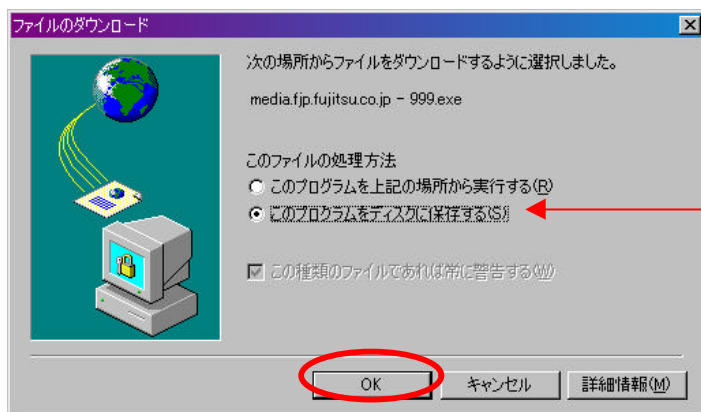 ファイルのダウンロード
次の場所からファイルをダウンロードするように選択しました。
media.fjp.fujitsu.co.jp - 999.exe
このファイルの処理方法
このプログラムを上記の場所から実行する(R)
このプログラムをディスクに保存する(S)
この種類のファイルであれば常に警告する(W)
OK キャンセル 詳細情報(M)